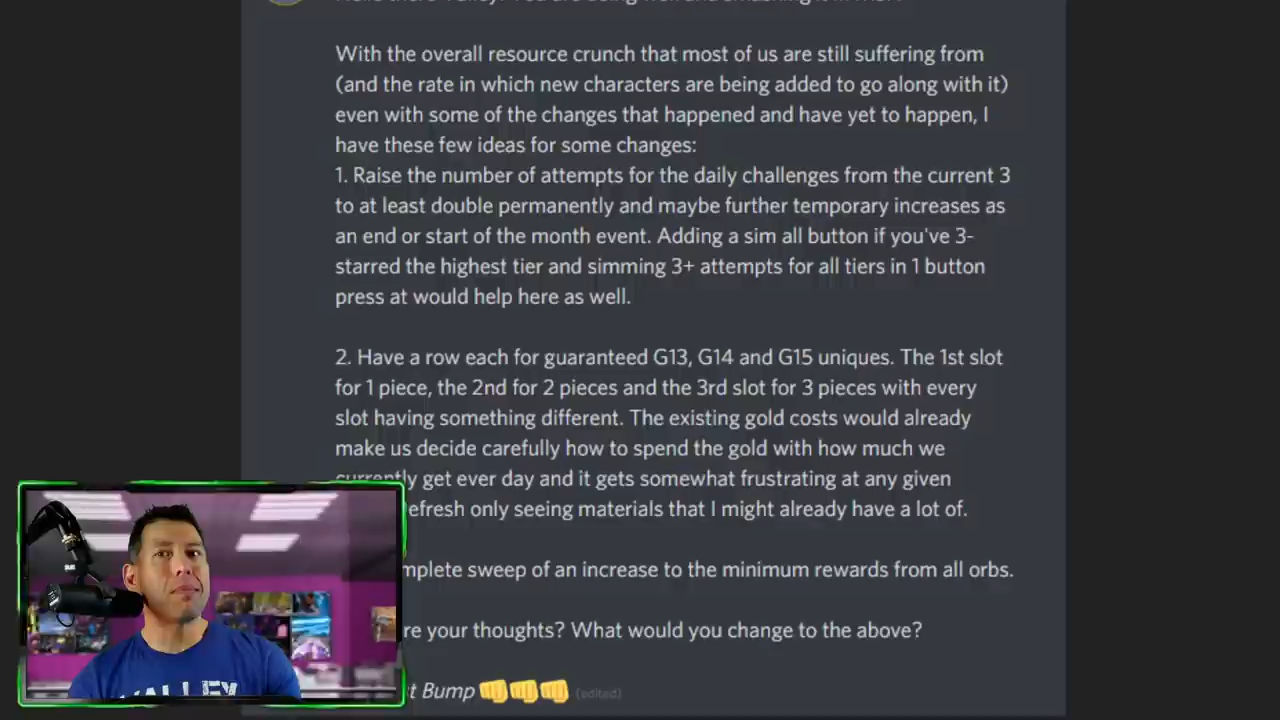 With the overall resource crunch that most of us are still suffering from
(and the rate in which new characters are being added to go along with it)
even with some of the changes that happened and have yet to happen, I
have these few ideas for some changes:
1. Raise the number of attempts for the daily challenges from the current 3
to at least double permanently and maybe further temporary increases as
an end or start of the month event. Adding a sim all button if you've 3-
starred the highest tier and simming 3+ attempts for all tiers in 1 button
press at would help here as well.
2. Have a row each for guaranteed G13, G14 and G15 uniques. The 1st slot
for 1 piece, the 2nd for 2 pieces and the 3rd slot for 3 pieces with every
slot having something different. The existing gold costs would already
make us decide carefully how to spend the gold with how much we
currently get ever day and it gets somewhat frustrating at any given
efresh only seeing materials that I might already have a lot of.
mplete sweep of an increase to the minimum rewards from all orbs.
re your thoughts? What would you change to the above?
t Bump 👊👊👊 (edited)
VALLEY